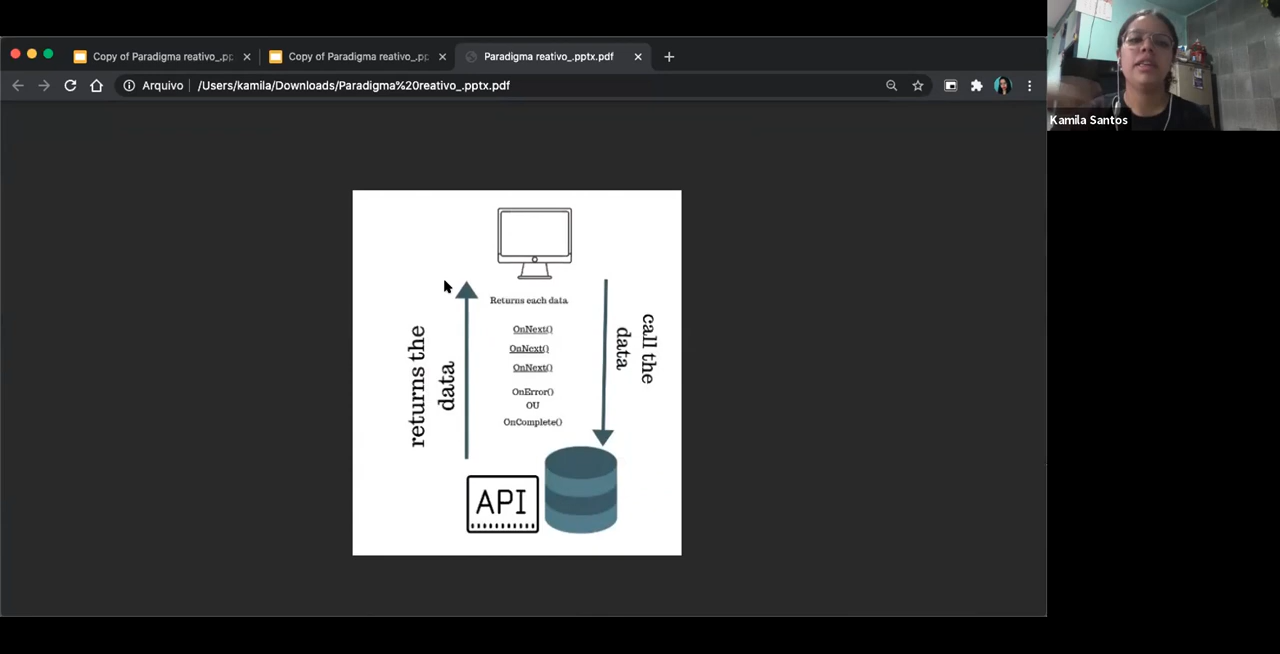 Copy of Paradigma reativo_.pp
Copy of Paradigma reativo_.pp
Paradigma reativo_.pptx.pdf
Arquivo
/Users/kamila/Downloads/Paradigma%20reativo_.pptx.pdf
Kamila Santos
Returns each data
OnNext()
OnNext()
OnNext()
OnError()
OU
OnComplete()
returns the
data
call the
data
API